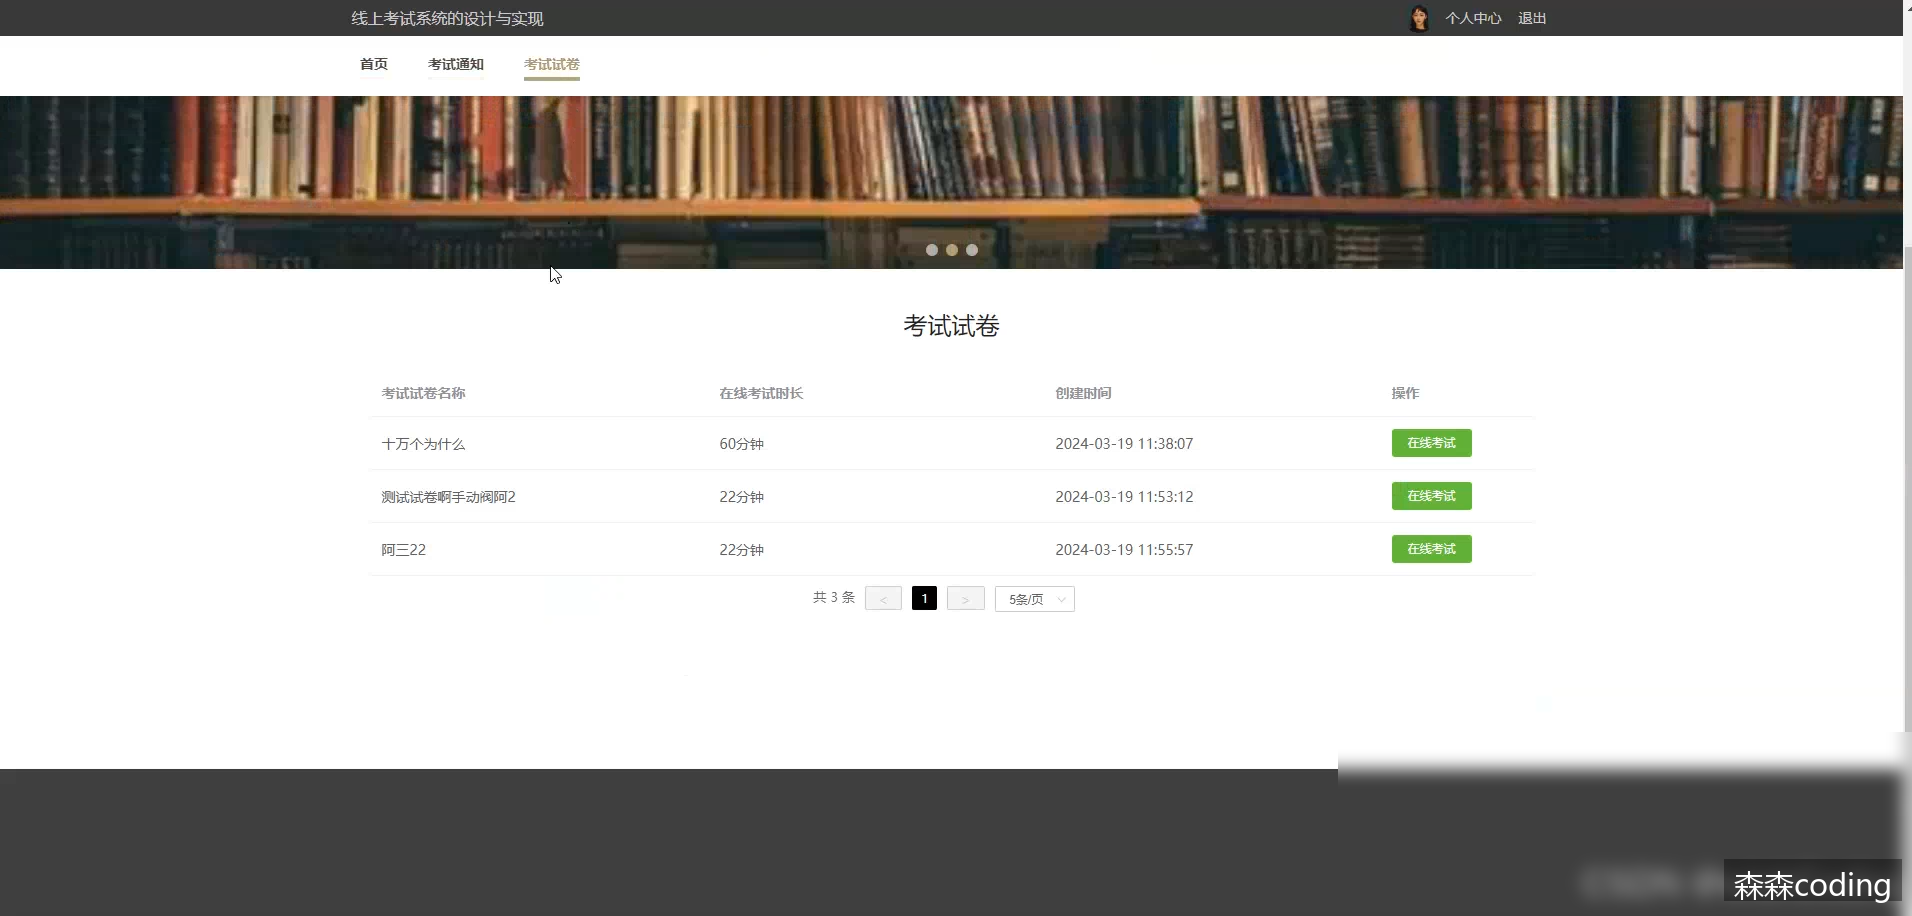 线上考试系统的设计与实现
个人中心 退出
首页 考试通知 考试试卷
考试试卷
考试试卷名称 在线考试时长 创建时间 操作
十万个为什么 60分钟 2024-03-19 11:38:07 在线考试
测试试卷啊手动阀阿2 22分钟 2024-03-19 11:53:12 在线考试
阿三22 22分钟 2024-03-19 11:55:57 在线考试
共 3 条 < 1 > 5条/页
森森coding